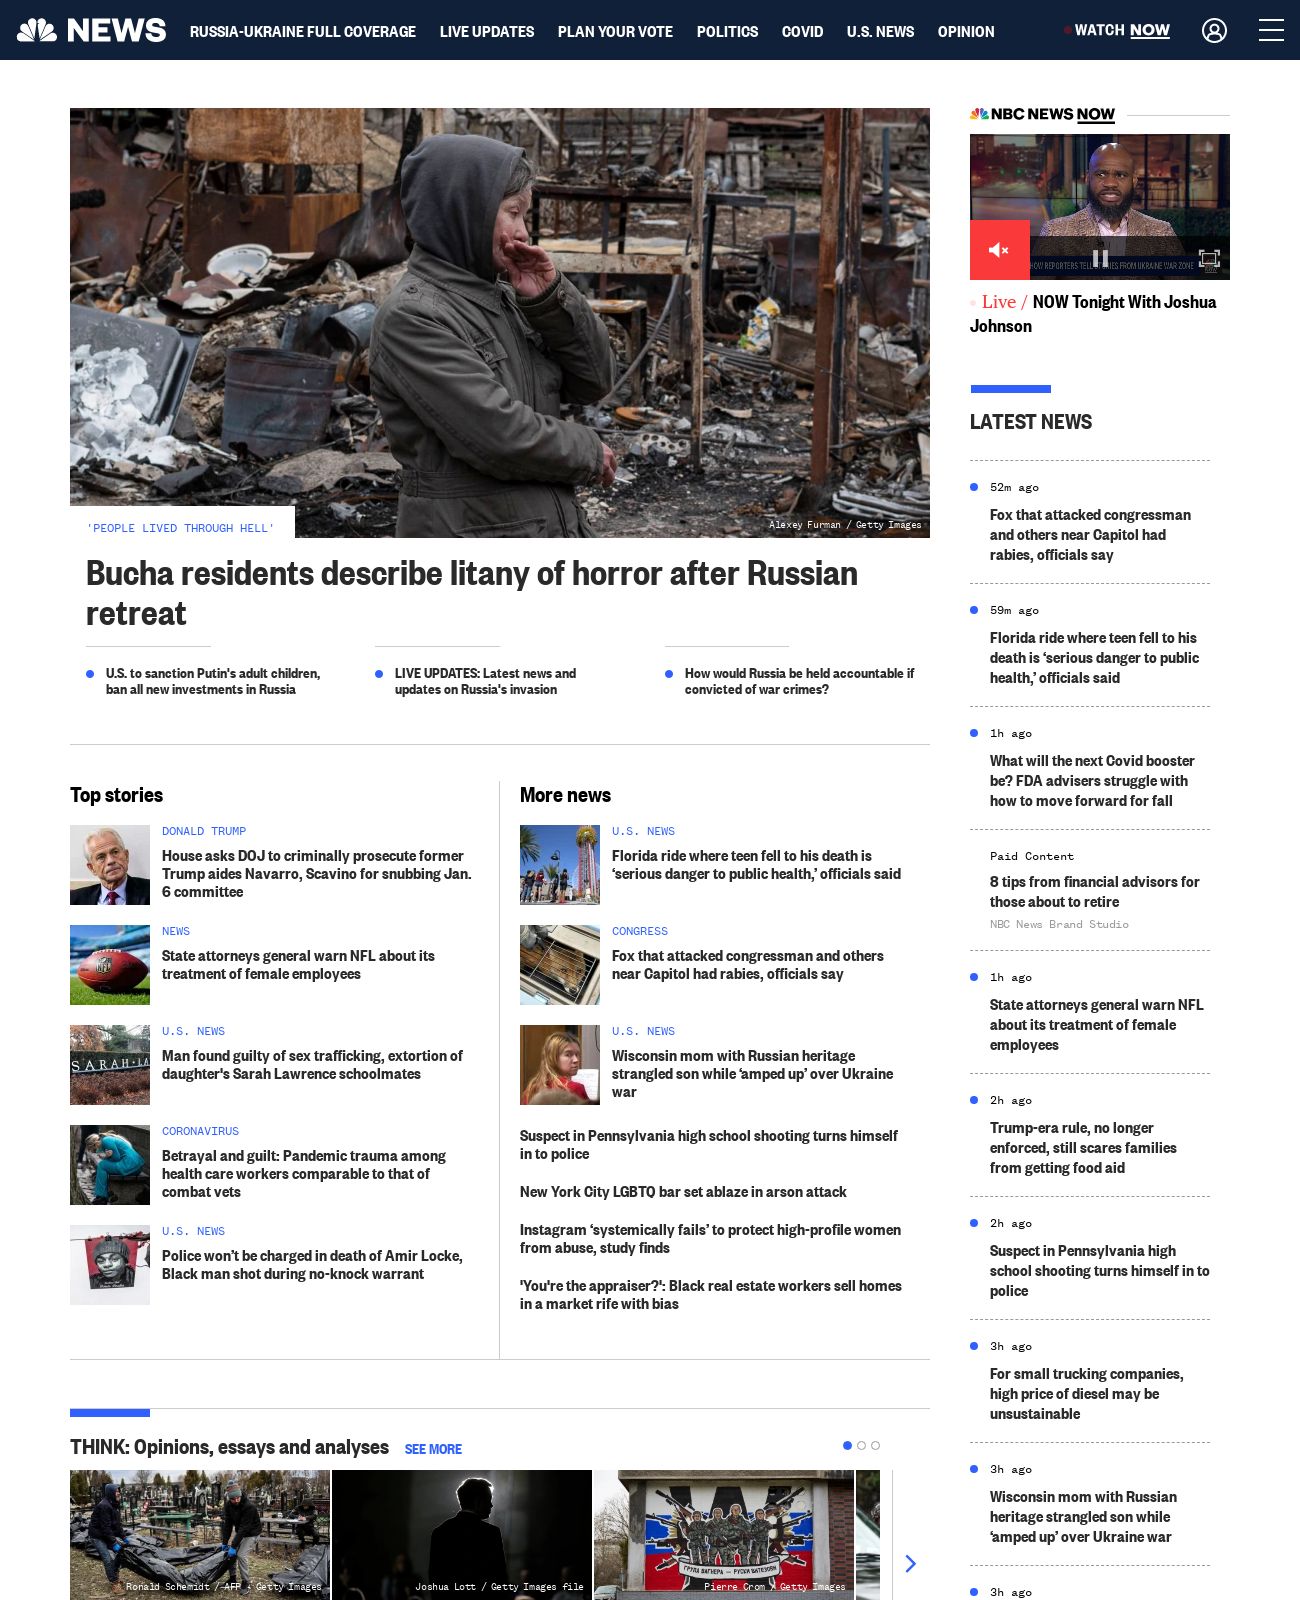 NEWS
RUSSIA-UKRAINE FULL COVERAGE
LIVE UPDATES
PLAN YOUR VOTE
POLITICS
COVID
U.S. NEWS
OPINION
WATCH NOW
'PEOPLE LIVED THROUGH HELL'
Alexey Furman / Getty Images
Bucha residents describe litany of horror after Russian
retreat
U.S. to sanction Putin's adult children,
ban all new investments in Russia
LIVE UPDATES: Latest news and
updates on Russia's invasion
How would Russia be held accountable if
convicted of war crimes?
Top stories
DONALD TRUMP
House asks DOJ to criminally prosecute former
Trump aides Navarro, Scavino for snubbing Jan.
6 committee
NEWS
State attorneys general warn NFL about its
treatment of female employees
NFL
U.S. NEWS
Man found guilty of sex trafficking, extortion of
daughter's Sarah Lawrence schoolmates
SARAH·LA
CORONAVIRUS
Betrayal and guilt: Pandemic trauma among
health care workers comparable to that of
combat vets
U.S. NEWS
Police won’t be charged in death of Amir Locke,
Black man shot during no-knock warrant
More news
U.S. NEWS
Florida ride where teen fell to his death is
‘serious danger to public health,’ officials said
CONGRESS
Fox that attacked congressman and others
near Capitol had rabies, officials say
U.S. NEWS
Wisconsin mom with Russian heritage
strangled son while ‘amped up’ over Ukraine
war
Suspect in Pennsylvania high school shooting turns himself
in to police
New York City LGBTQ bar set ablaze in arson attack
Instagram ‘systemically fails’ to protect high-profile women
from abuse, study finds
'You're the appraiser?': Black real estate workers sell homes
in a market rife with bias
THINK: Opinions, essays and analyses
SEE MORE
Ronald Schemidt / AFP - Getty Images
Joshua Lott / Getty Images file
ГРУПА ВАГНЕРА — РУСКИ ВИТЕЗОВИ
Pierre Crom / Getty Images
NBC NEWS NOW
HOW REPORTERS TELL STORIES FROM UKRAINE WAR ZONE
Live / NOW Tonight With Joshua
Johnson
LATEST NEWS
52m ago
Fox that attacked congressman
and others near Capitol had
rabies, officials say
59m ago
Florida ride where teen fell to his
death is ‘serious danger to public
health,’ officials said
1h ago
What will the next Covid booster
be? FDA advisers struggle with
how to move forward for fall
Paid Content
8 tips from financial advisors for
those about to retire
NBC News Brand Studio
1h ago
State attorneys general warn NFL
about its treatment of female
employees
2h ago
Trump-era rule, no longer
enforced, still scares families
from getting food aid
2h ago
Suspect in Pennsylvania high
school shooting turns himself in to
police
3h ago
For small trucking companies,
high price of diesel may be
unsustainable
3h ago
Wisconsin mom with Russian
heritage strangled son while
‘amped up’ over Ukraine war
3h ago